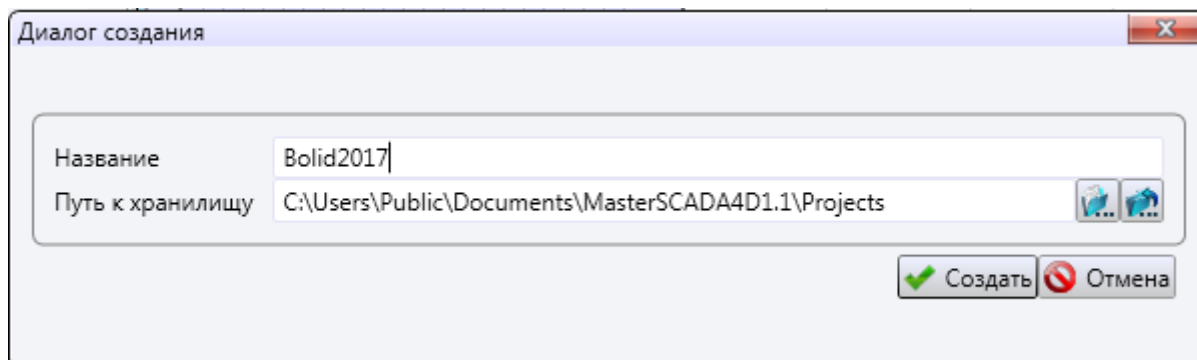 Диалог создания
Название Bolid2017
Путь к хранилищу C:\Users\Public\Documents\MasterSCADA4D1.1\Projects
Создать Отмена